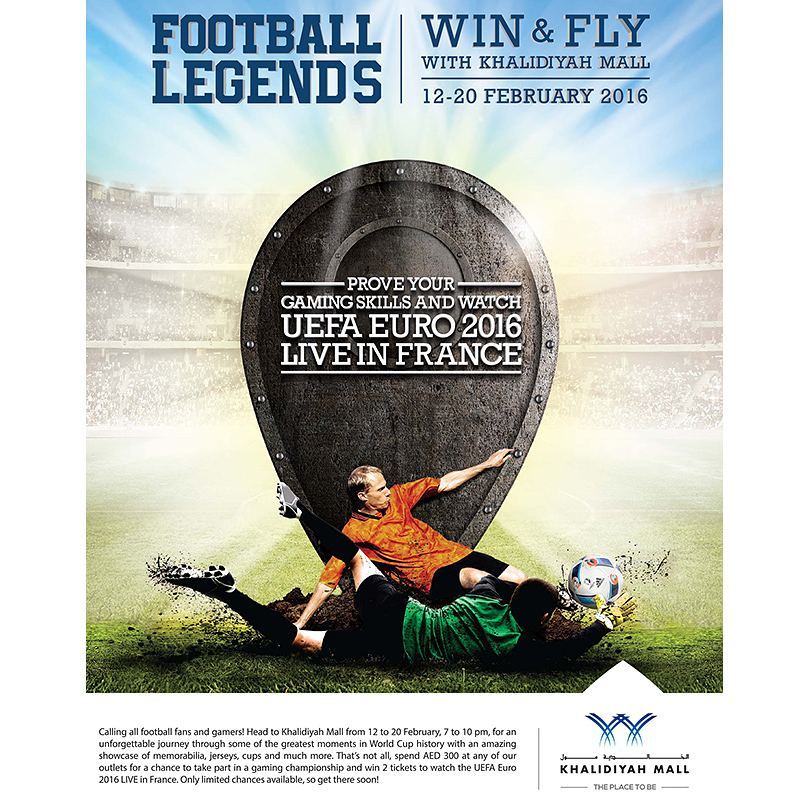 FOOTBALL
LEGENDS
WIN & FLY
WITH KHALIDIYAH MALL
12-20 FEBRUARY 2016
PROVE YOUR
GAMING SKILLS AND WATCH
UEFA EURO 2016
LIVE IN FRANCE
Calling all football fans and gamers! Head to Khalidiyah Mall from 12 to 20 February, 7 to 10 pm, for an
unforgettable journey through some of the greatest moments in World Cup history with an amazing
showcase of memorabilia, jerseys, cups and much more. That's not all, spend AED 300 at any of our
outlets for a chance to take part in a gaming championship and win 2 tickets to watch the UEFA Euro
2016 LIVE in France. Only limited chances available, so get there soon!
الخالدية مول
KHALIDIYAH MALL
THE PLACE TO BE